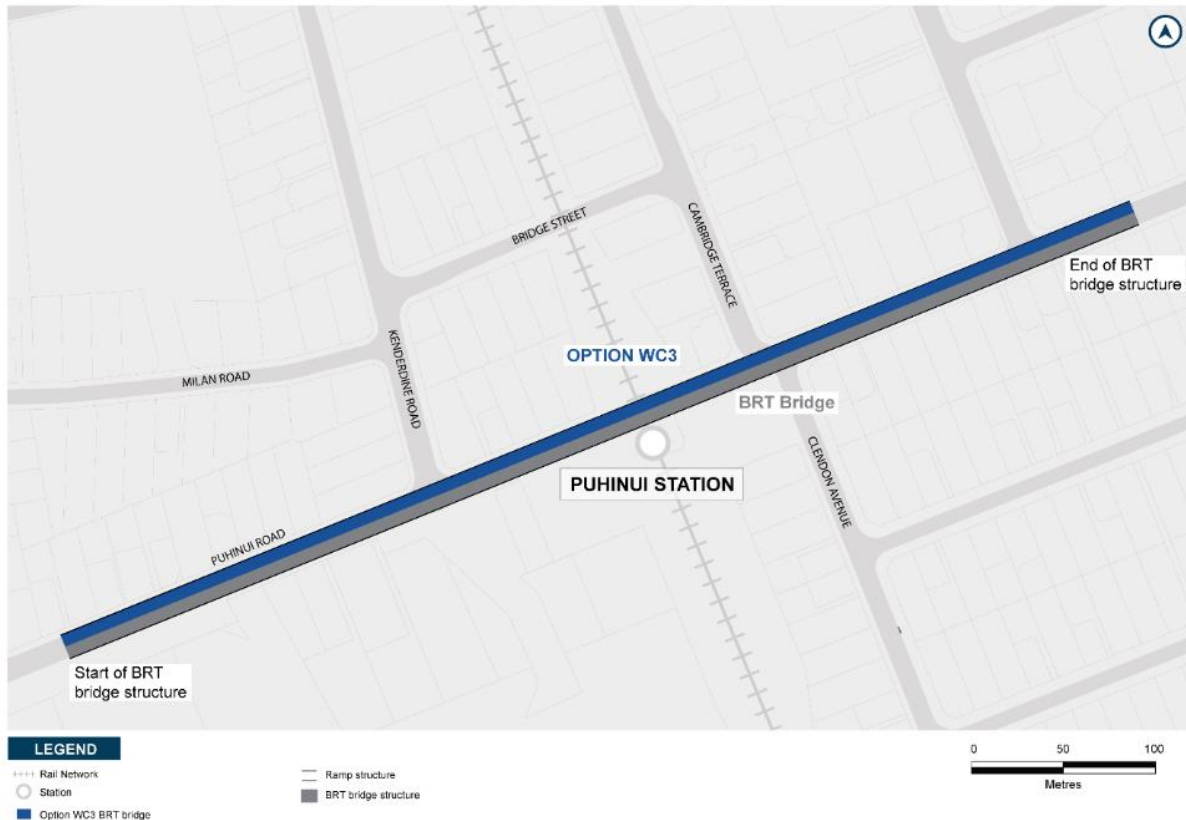 BRIDGE STREET
CAMBRIDGE TERRACE
End of BRT
bridge structure
KENDERDINE ROAD
OPTION WC3
MILAN ROAD
BRT Bridge
CLENDON AVENUE
PUHINUI STATION
PUHINUI ROAD
Start of BRT
bridge structure
LEGEND
Rail Network
Station
Option WC3 BRT bridge
Ramp structure
BRT bridge structure
0 50 100
Metres